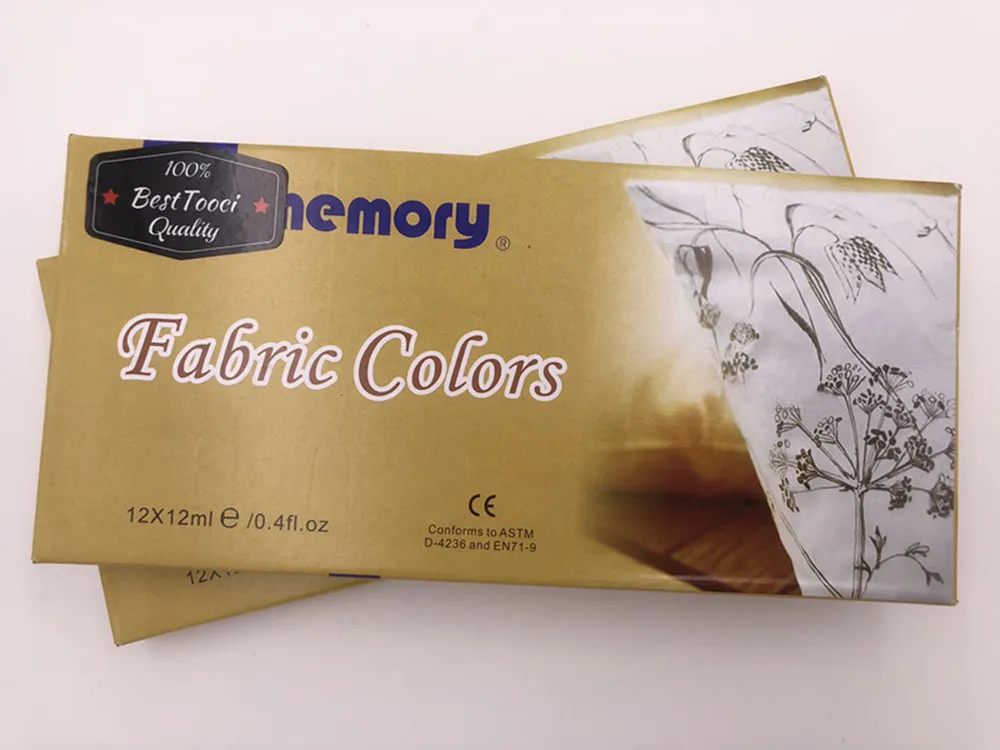 100%
BestTooci
Quality
memory ®
Fabric Colors
12X12ml e /0.4fl.oz
CE
Conforms to ASTM
D-4236 and EN71-9